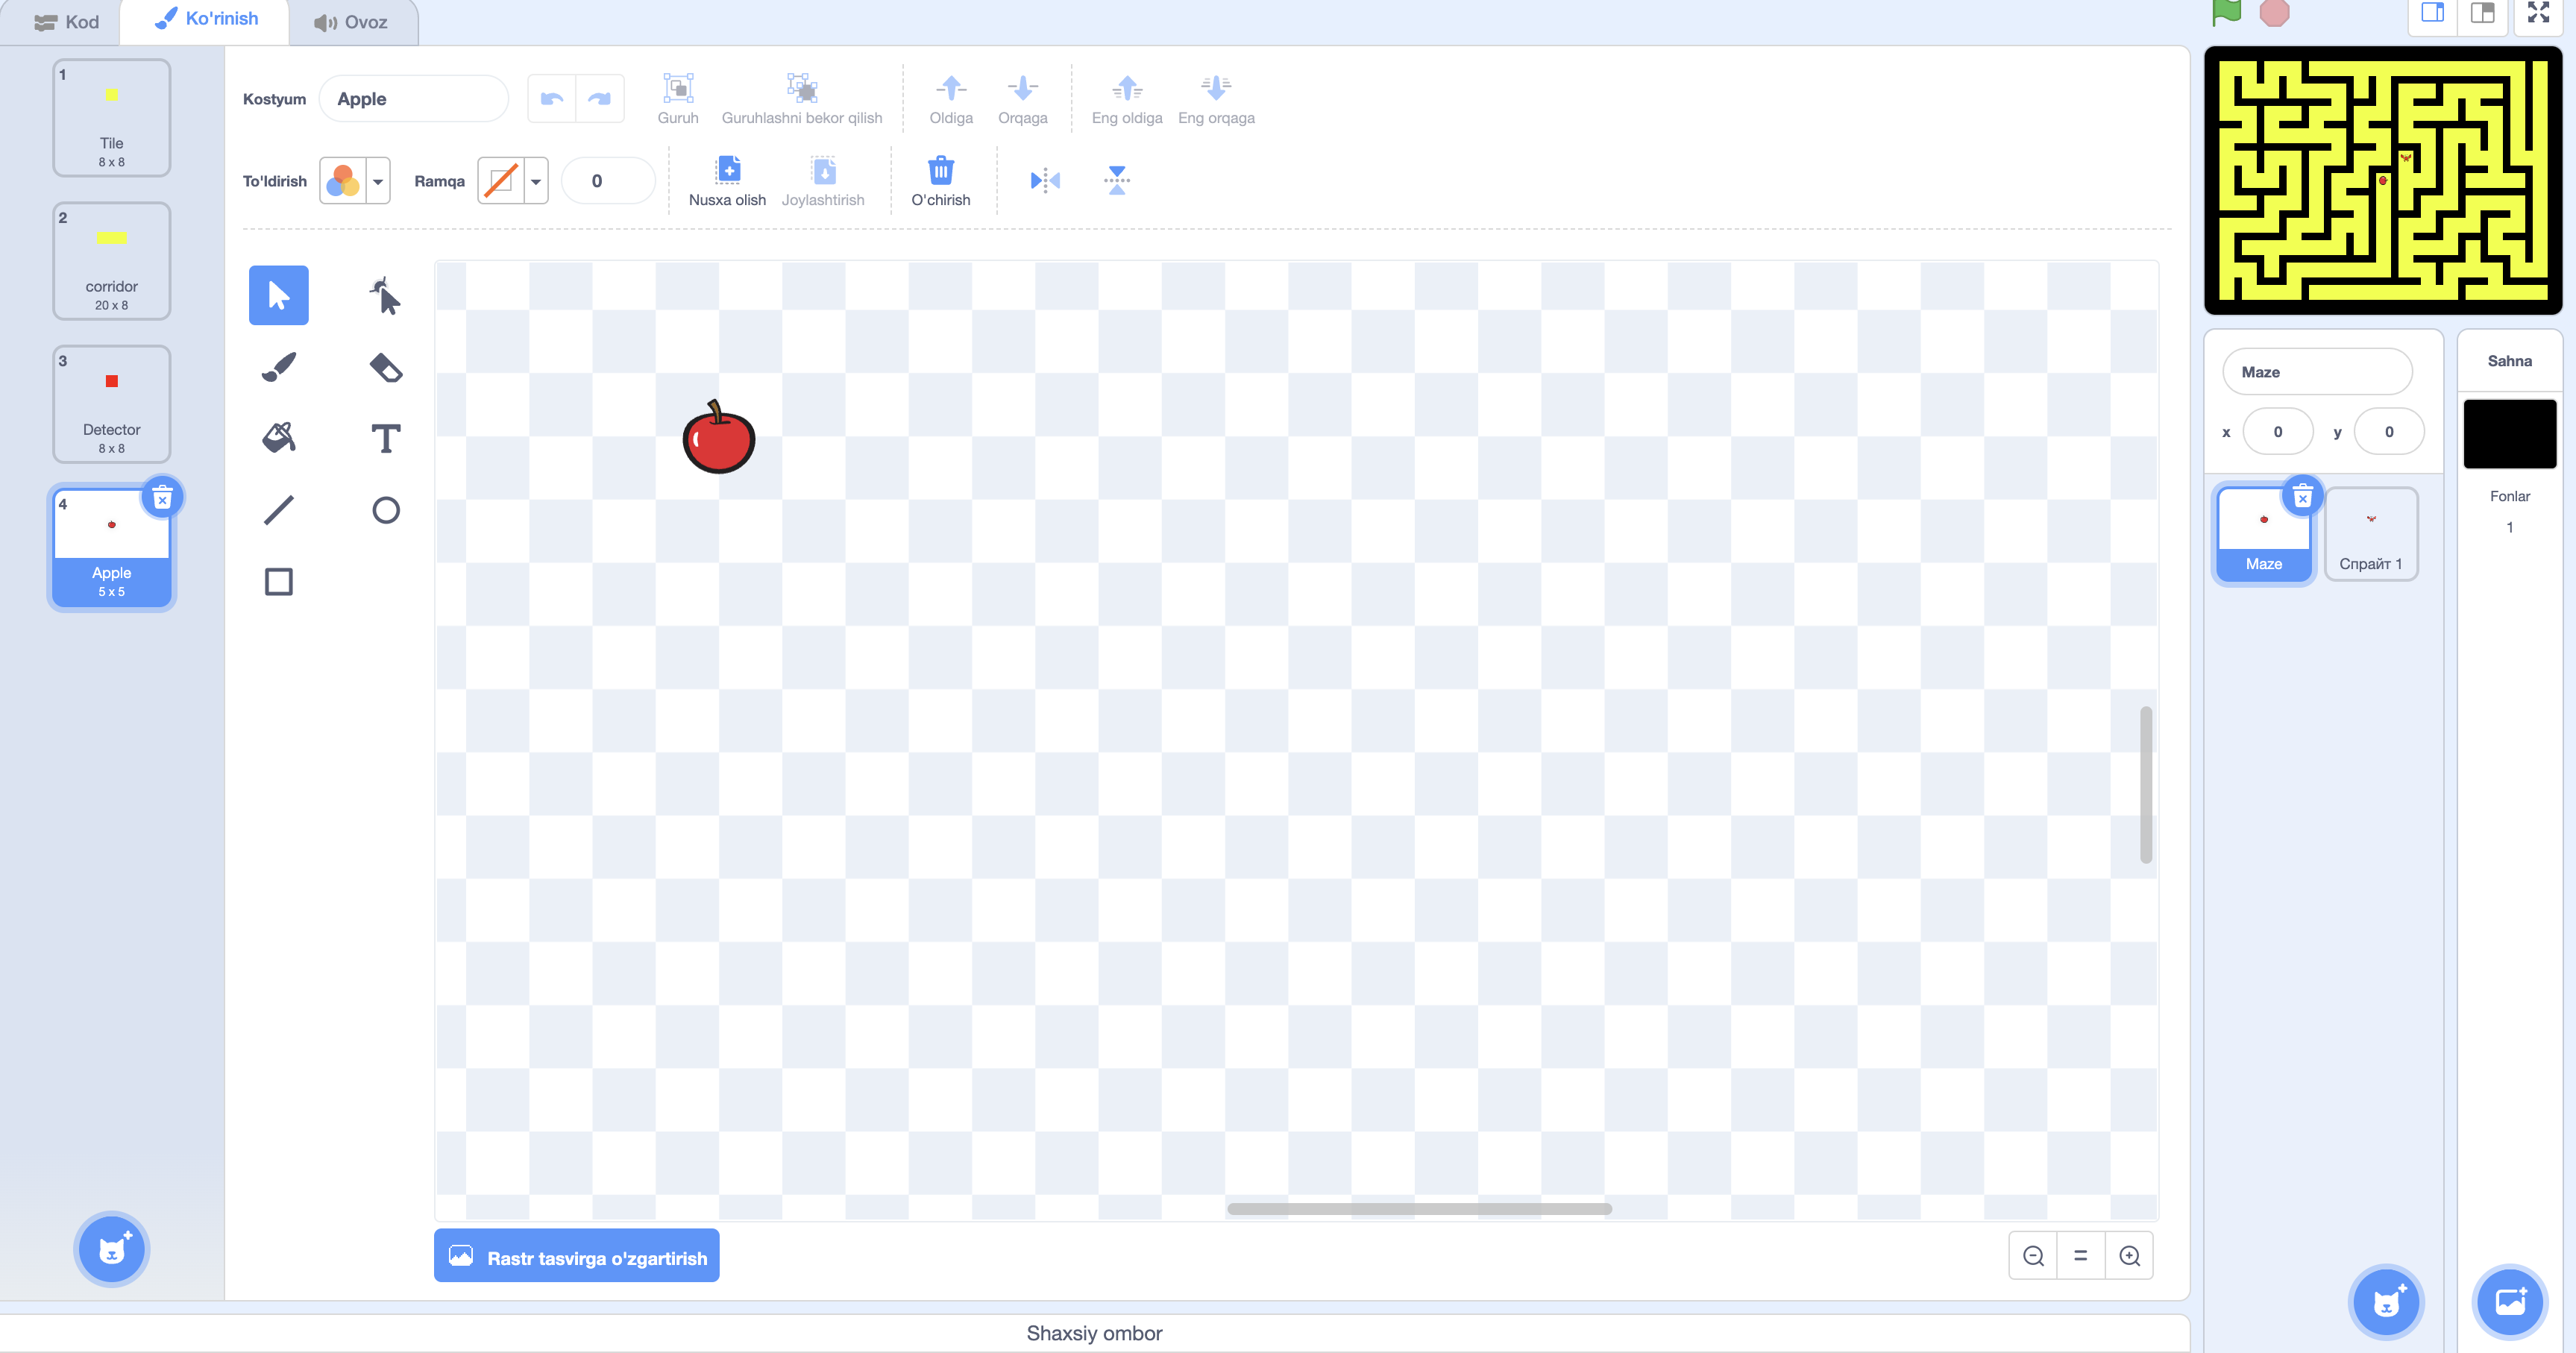 Kod
Ko'rinish
Ovoz
1
Tile
8 x 8
2
corridor
20 x 8
3
Detector
8 x 8
4
Apple
5 x 5
Kostyum
Apple
Guruh
Guruhlashni bekor qilish
Oldiga
Orqaga
Eng oldiga
Eng orqaga
To'ldirish
Ramqa
0
Nusxa olish
Joylashtirish
O'chirish
Rastr tasvirga o'zgartirish
Shaxsiy ombor
Maze
x
0
y
0
Maze
Спрайт 1
Sahna
Fonlar
1